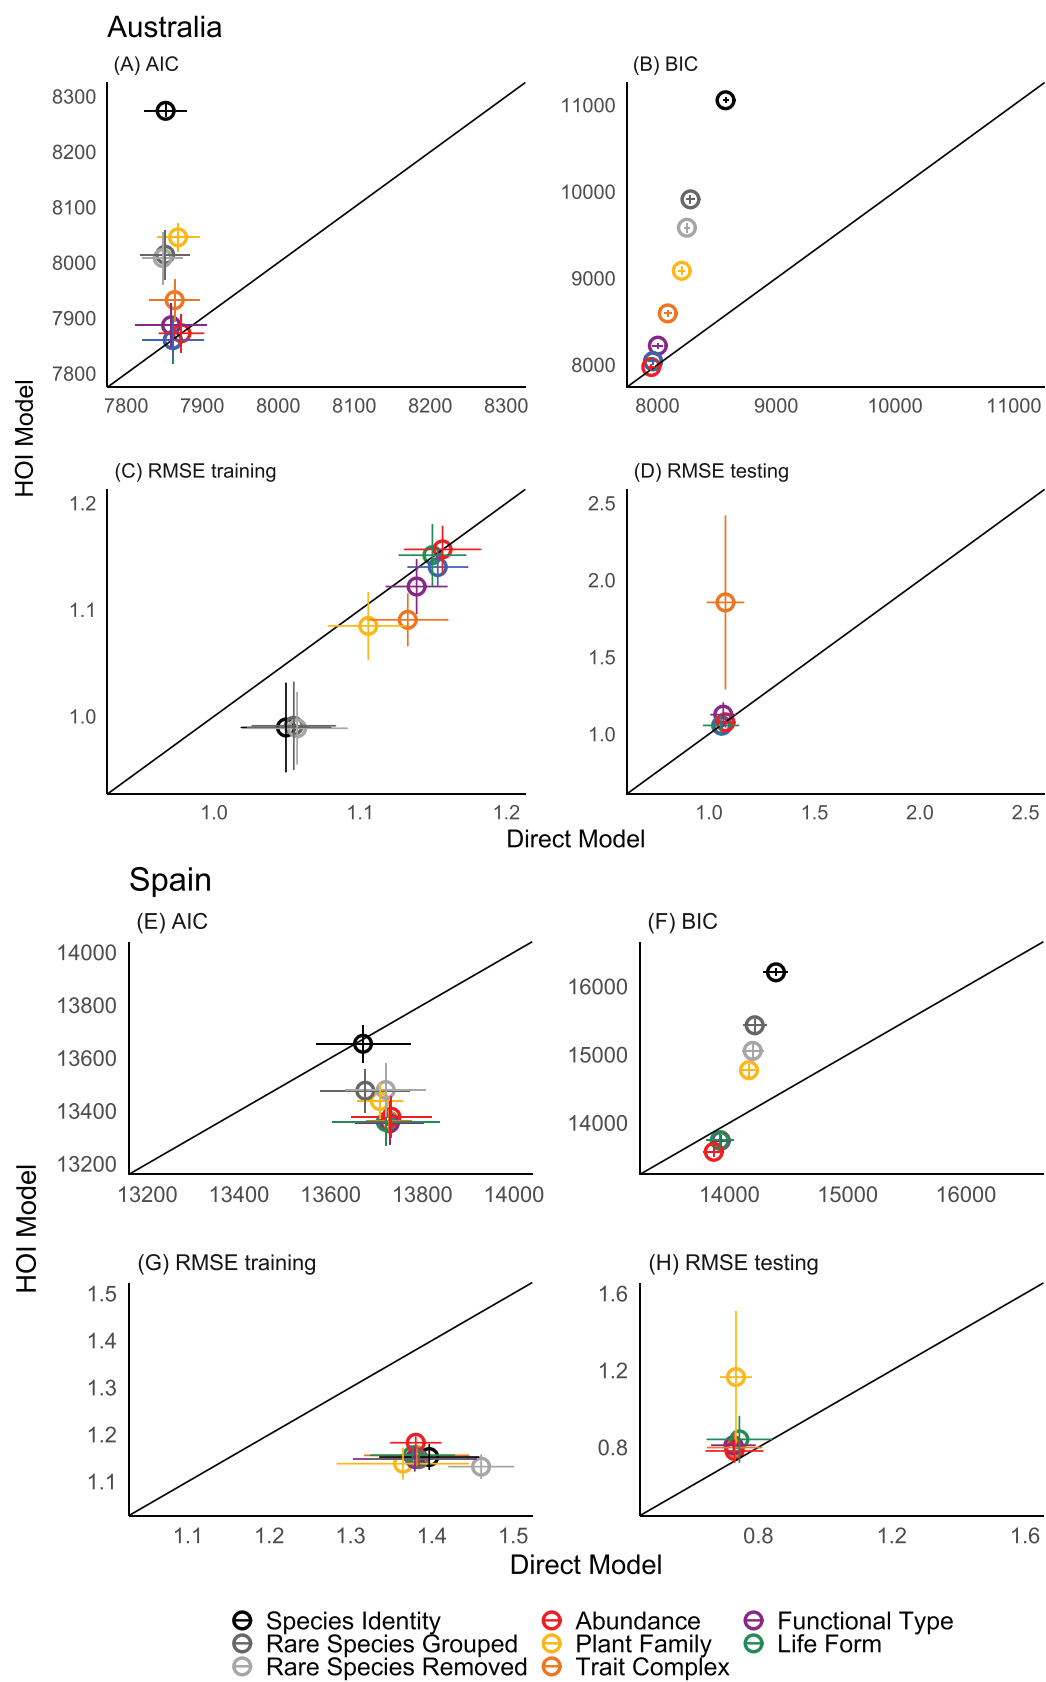 Australia
(A) AIC
(B) BIC
8300
8200
8100
8000
7900
7800
7800 7900 8000 8100 8200 8300
11000
10000
9000
8000
8000 9000 10000 11000
HOI Model
(C) RMSE training
(D) RMSE testing
1.2
1.1
1.0
1.0 1.1 1.2
2.5
2.0
1.5
1.0
1.0 1.5 2.0 2.5
Direct Model
Spain
(E) AIC
(F) BIC
14000
13800
13600
13400
13200
13200 13400 13600 13800 14000
16000
15000
14000
14000 15000 16000
HOI Model
(G) RMSE training
(H) RMSE testing
1.5
1.4
1.3
1.2
1.1
1.1 1.2 1.3 1.4 1.5
1.6
1.2
0.8
0.8 1.2 1.6
Direct Model
Species Identity
Rare Species Grouped
Rare Species Removed
Abundance
Plant Family
Trait Complex
Functional Type
Life Form